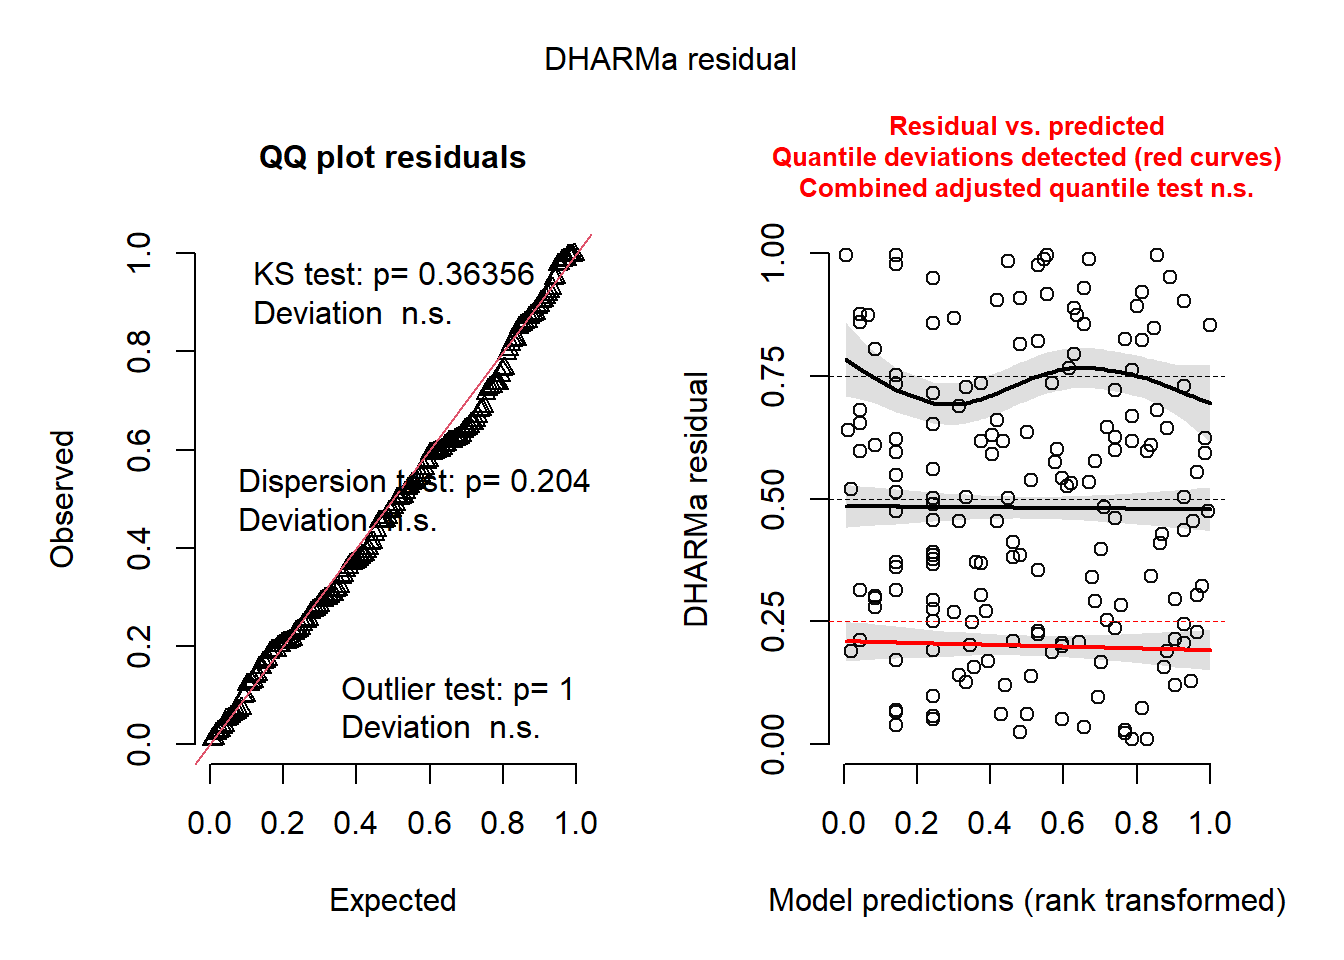 DHARMa residual
QQ plot residuals
KS test: p= 0.36356
Deviation  n.s.
Dispersion test: p= 0.204
Deviation  n.s.
Outlier test: p= 1
Deviation  n.s.
Observed
0.0 0.2 0.4 0.6 0.8 1.0
0.0 0.2 0.4 0.6 0.8 1.0
Expected
Residual vs. predicted
Quantile deviations detected (red curves)
Combined adjusted quantile test n.s.
DHARMa residual
0.00 0.25 0.50 0.75 1.00
0.0 0.2 0.4 0.6 0.8 1.0
Model predictions (rank transformed)